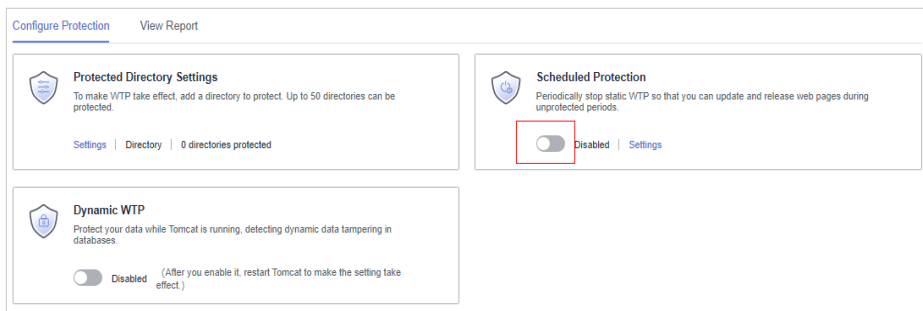 Configure Protection View Report
Protected Directory Settings
To make WTP take effect, add a directory to protect. Up to 50 directories can be
protected.
Settings | Directory | 0 directories protected
Scheduled Protection
Periodically stop static WTP so that you can update and release web pages during
unprotected periods.
Disabled | Settings
Dynamic WTP
Protect your data while Tomcat is running, detecting dynamic data tampering in
databases.
Disabled (After you enable it, restart Tomcat to make the setting take
effect.)